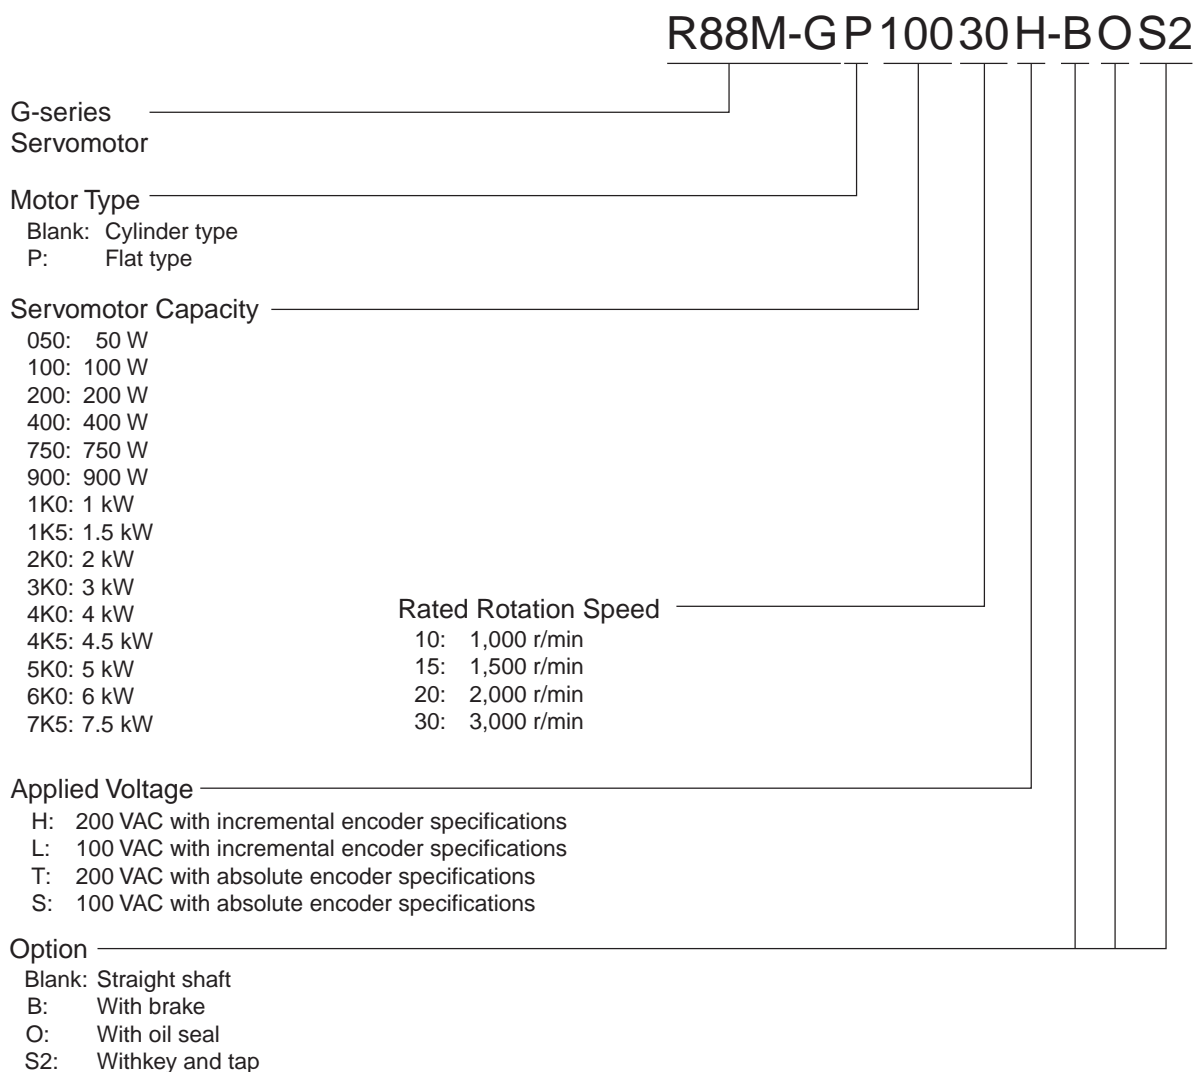 R88M-GP10030H-BOS2
G-series
Servomotor
Motor Type
Blank: Cylinder type
P: Flat type
Servomotor Capacity
050: 50 W
100: 100 W
200: 200 W
400: 400 W
750: 750 W
900: 900 W
1K0: 1 kW
1K5: 1.5 kW
2K0: 2 kW
3K0: 3 kW
4K0: 4 kW
4K5: 4.5 kW
5K0: 5 kW
6K0: 6 kW
7K5: 7.5 kW
Rated Rotation Speed
10: 1,000 r/min
15: 1,500 r/min
20: 2,000 r/min
30: 3,000 r/min
Applied Voltage
H: 200 VAC with incremental encoder specifications
L: 100 VAC with incremental encoder specifications
T: 200 VAC with absolute encoder specifications
S: 100 VAC with absolute encoder specifications
Option
Blank: Straight shaft
B: With brake
O: With oil seal
S2: Withkey and tap